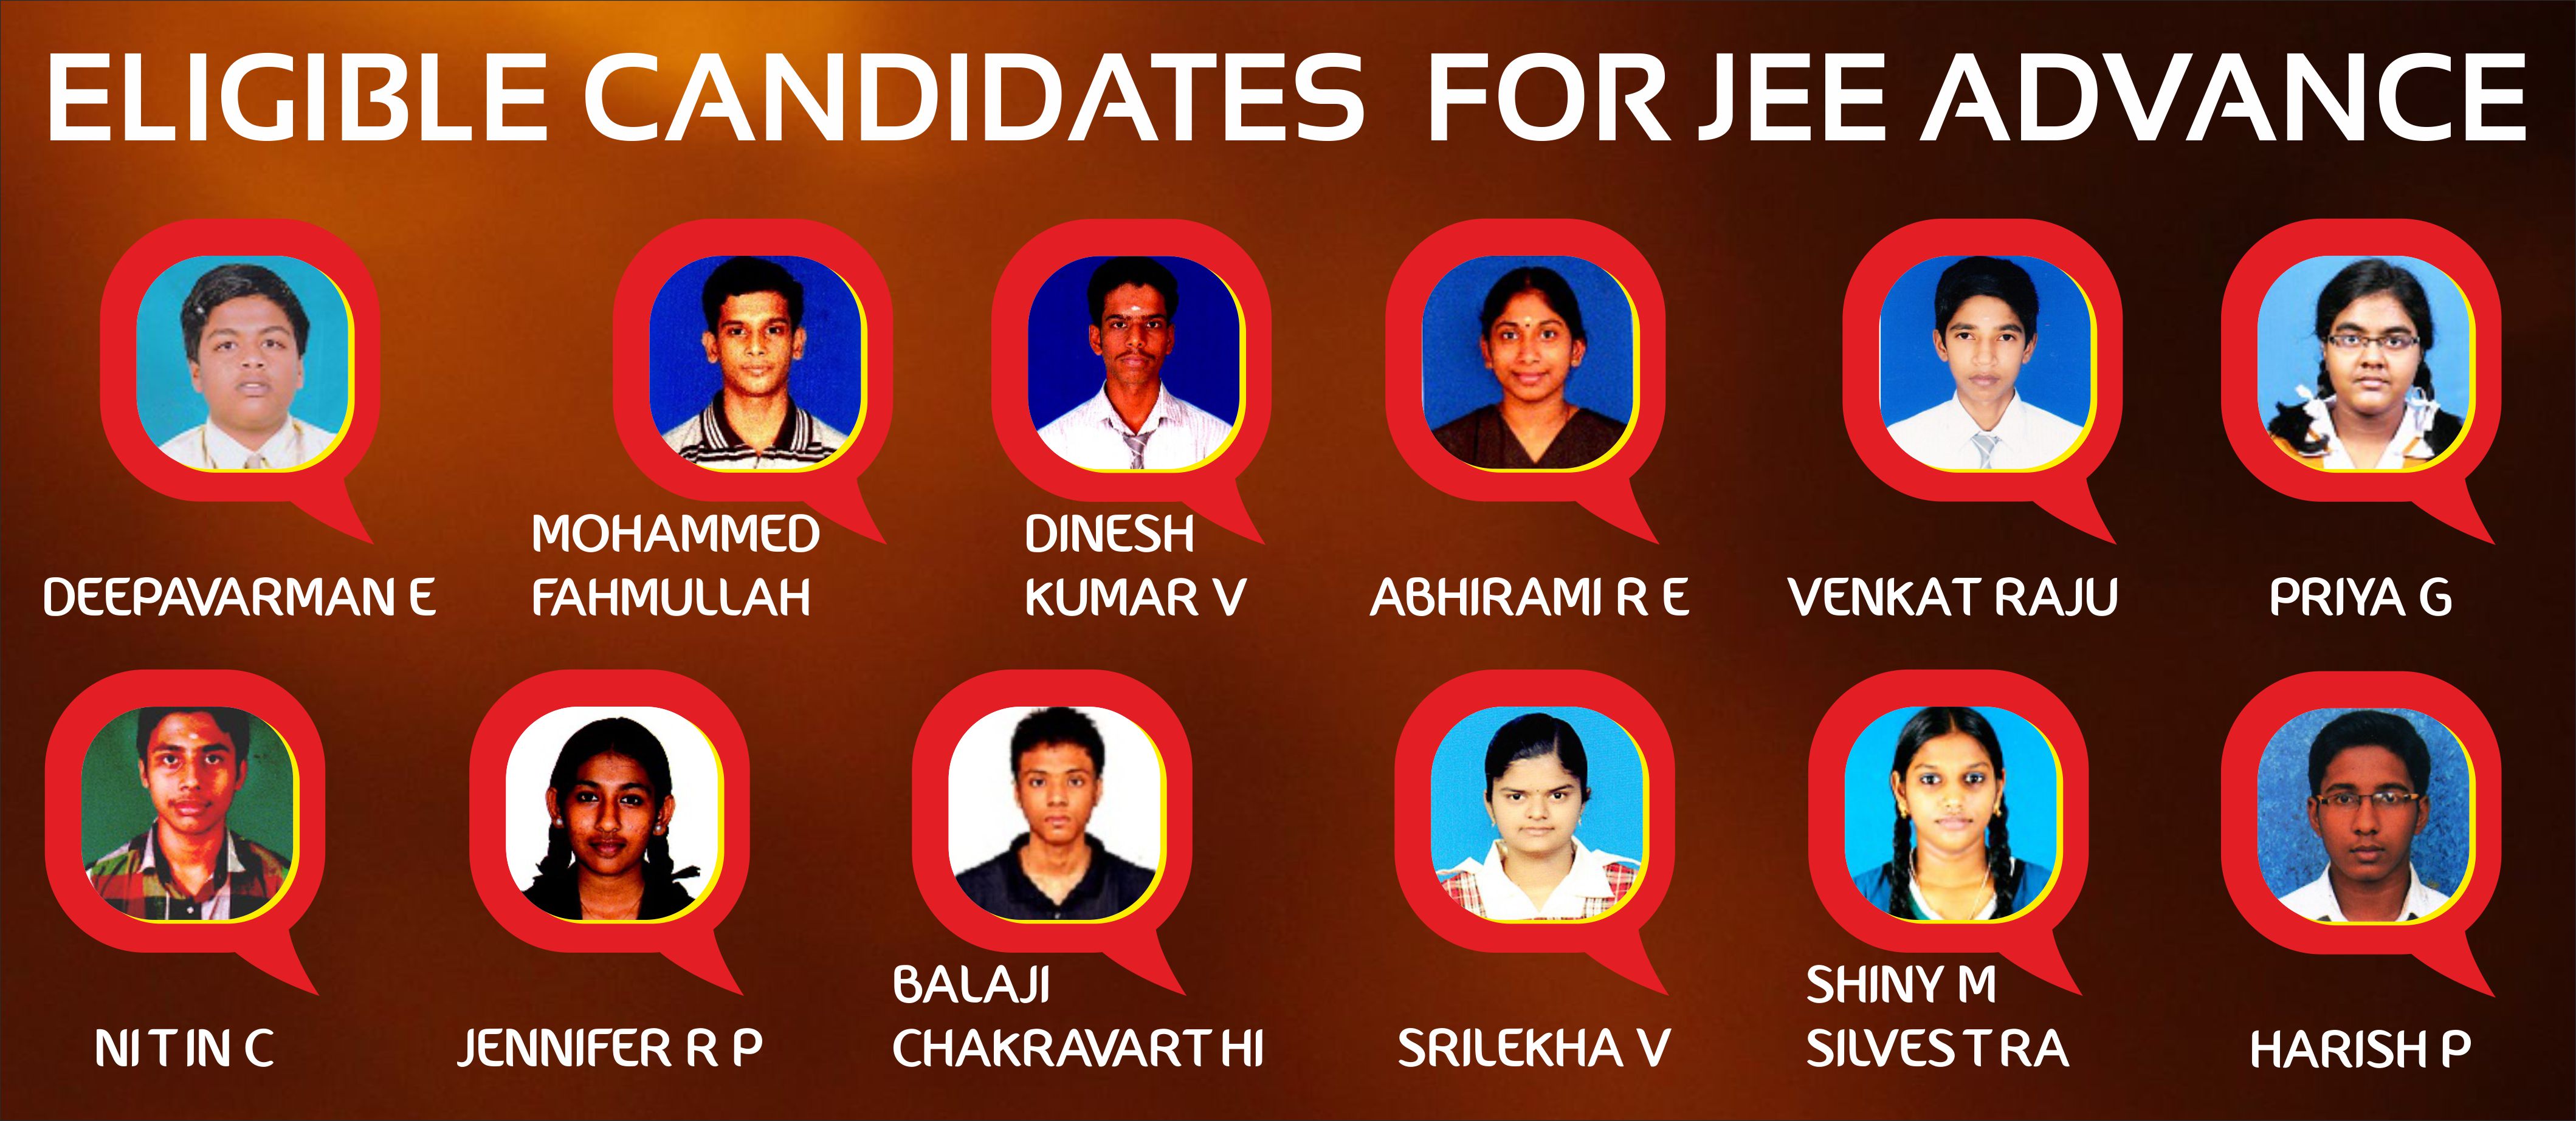 ELIGIBLE CANDIDATES FOR JEE ADVANCE
DEEPAVARMAN E
MOHAMMED
FAHMULLAH
DINESH
KUMAR V
ABHIRAMI R E
VENKAT RAJU
PRIYA G
NITIN C
JENNIFER R P
BALAJI
CHAKRAVARTHI
SRILEKHA V
SHINY M
SILVESTRA
HARISH P